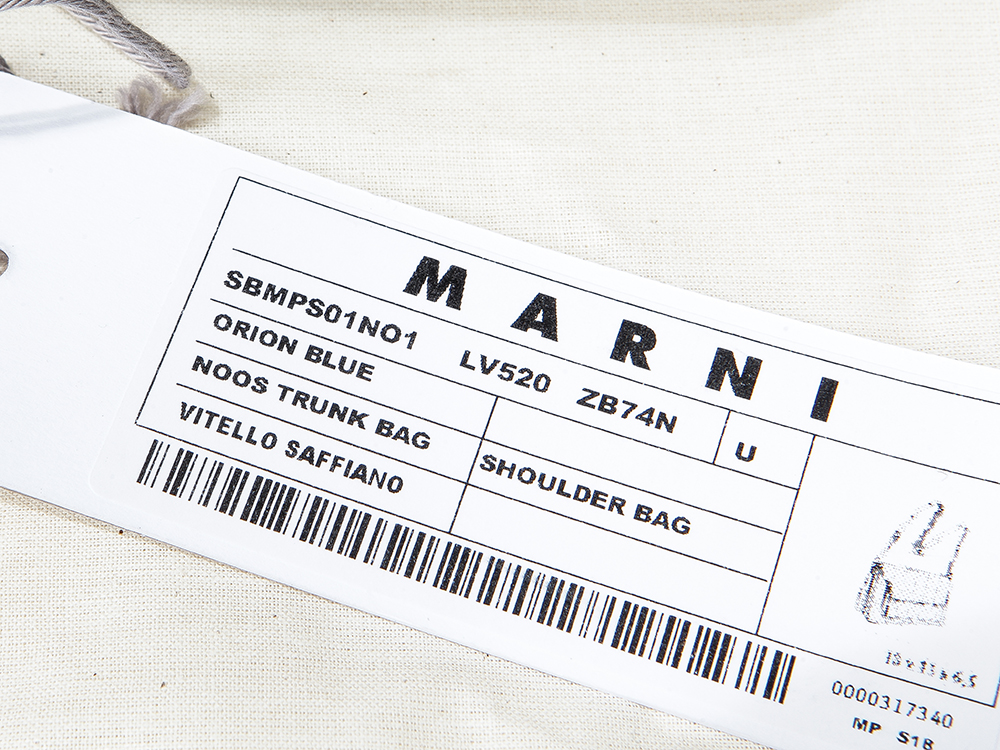 MARNI
SBMPS01NO1 LV520 ZB74N U
ORION BLUE
NOOS TRUNK BAG SHOULDER BAG
VITELLO SAFFIANO
0000317340
MP S18